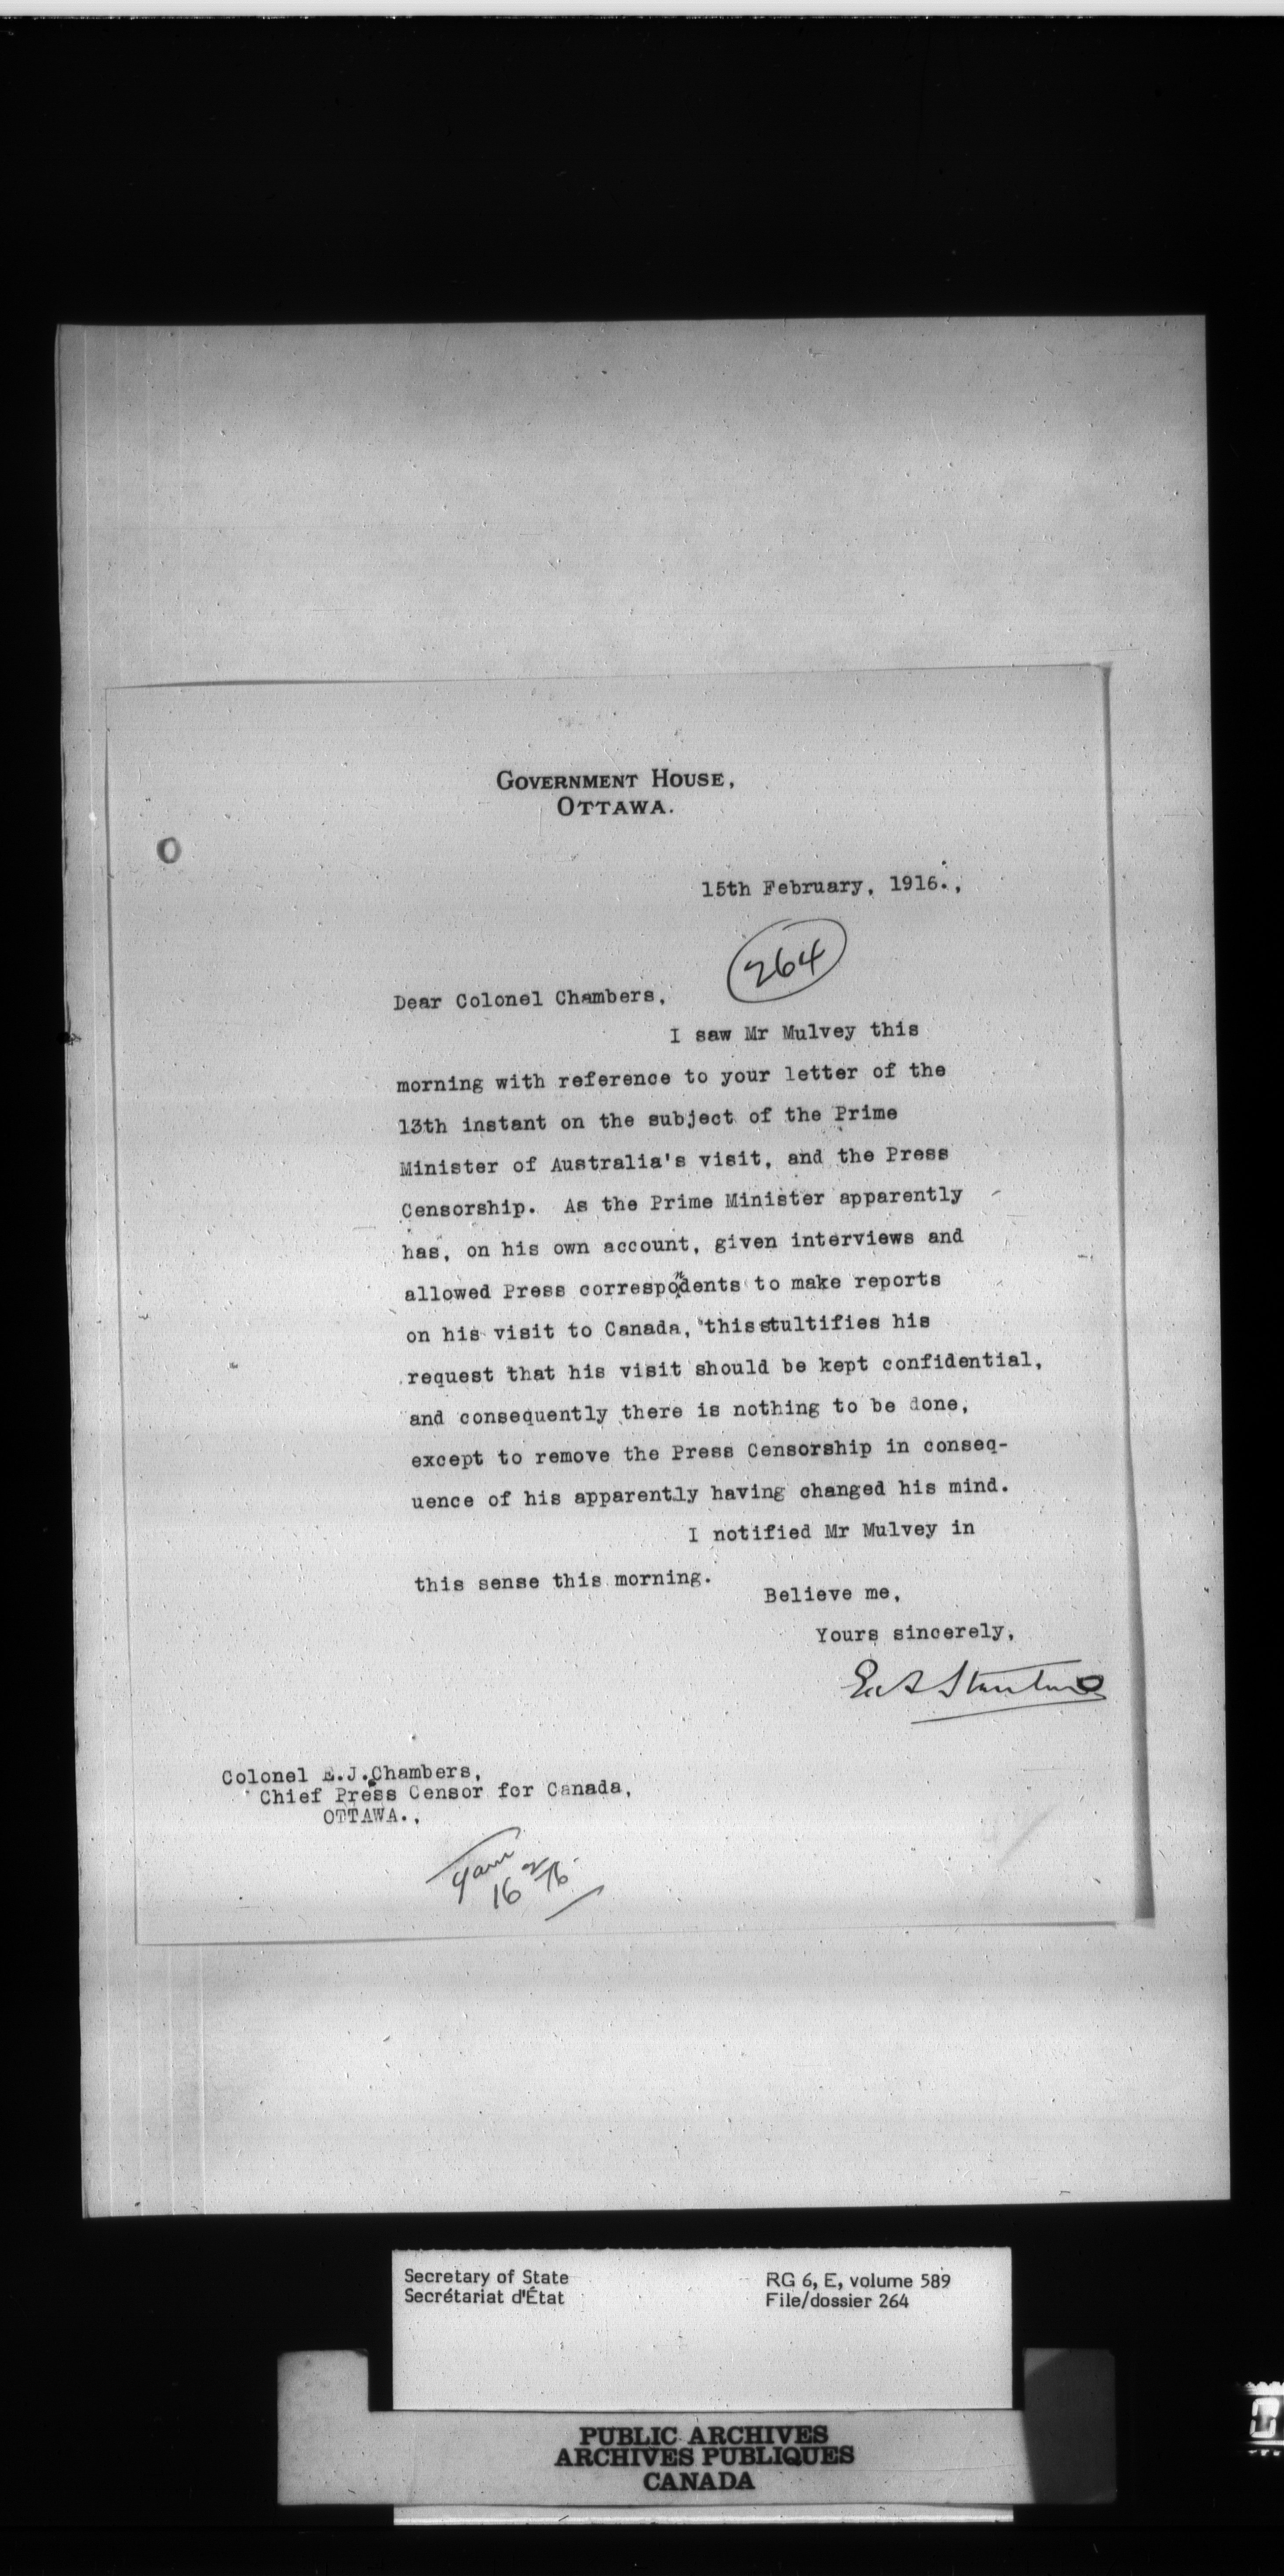 GOVERNMENT HOUSE,
OTTAWA.
15th February, 1916.,
264
Dear Colonel Chambers,
I saw Mr Mulvey this
morning with reference to your letter of the
13th instant on the subject of the Prime
Minister of Australia's visit, and the Press
Censorship. As the Prime Minister apparently
has, on his own account, given interviews and
allowed Press correspondents to make reports
on his visit to Canada, this stultifies his
request that his visit should be kept confidential,
and consequently there is nothing to be done,
except to remove the Press Censorship in conseq-
uence of his apparently having changed his mind.
I notified Mr Mulvey in
this sense this morning.
Believe me,
Yours sincerely,
Colonel E.J.Chambers,
Chief Press Censor for Canada,
OTTAWA.,
16
Secretary of State
Secrétariat d'État
RG 6, E, volume 589
File/dossier 264
PUBLIC ARCHIVES
ARCHIVES PUBLIQUES
CANADA